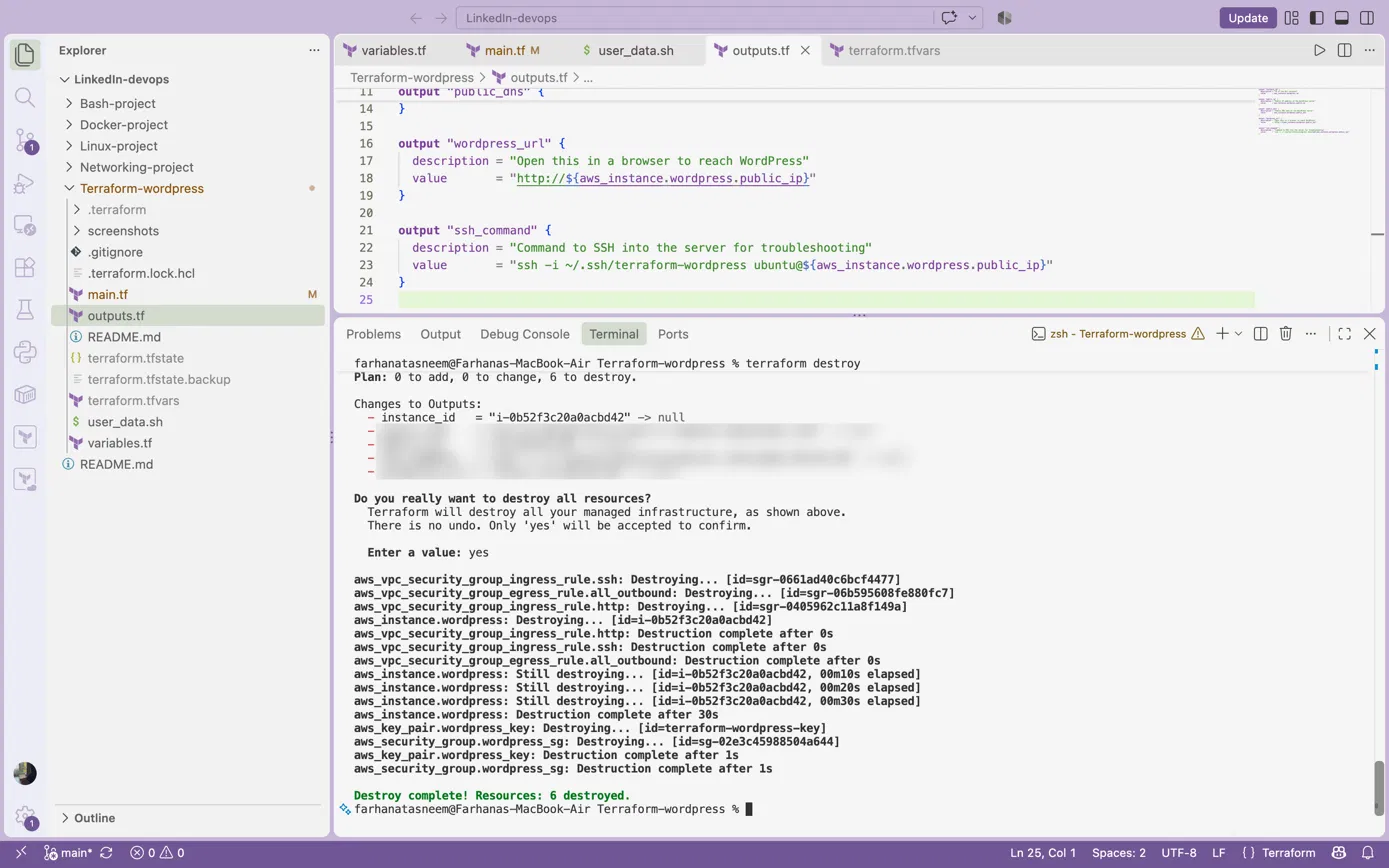 LinkedIn-devops
Update
Explorer
LinkedIn-devops
Bash-project
Docker-project
Linux-project
Networking-project
Terraform-wordpress
.terraform
screenshots
.gitignore
.terraform.lock.hcl
main.tf M
outputs.tf
README.md
terraform.tfstate
terraform.tfstate.backup
terraform.tfvars
$ user_data.sh
variables.tf
README.md
Outline
1
1
variables.tf main.tf M $ user_data.sh outputs.tf terraform.tfvars
Terraform-wordpress > outputs.tf > ...
11 output "public_dns" {
14 }
15
16 output "wordpress_url" {
17 description = "Open this in a browser to reach WordPress"
18 value = "http://${aws_instance.wordpress.public_ip}"
19 }
20
21 output "ssh_command" {
22 description = "Command to SSH into the server for troubleshooting"
23 value = "ssh -i ~/.ssh/terraform-wordpress ubuntu@${aws_instance.wordpress.public_ip}"
24 }
25
Problems Output Debug Console Terminal Ports
zsh - Terraform-wordpress
farhanatasneem@Farhanas-MacBook-Air Terraform-wordpress % terraform destroy
Plan: 0 to add, 0 to change, 6 to destroy.
Changes to Outputs:
- instance_id = "i-0b52f3c20a0acbd42" -> null
-
-
-
-
Do you really want to destroy all resources?
Terraform will destroy all your managed infrastructure, as shown above.
There is no undo. Only 'yes' will be accepted to confirm.
Enter a value: yes
aws_vpc_security_group_ingress_rule.ssh: Destroying... [id=sgr-0661ad40c6bcf4477]
aws_vpc_security_group_egress_rule.all_outbound: Destroying... [id=sgr-06b595608fe880fc7]
aws_vpc_security_group_ingress_rule.http: Destroying... [id=sgr-0405962c11a8f149a]
aws_instance.wordpress: Destroying... [id=i-0b52f3c20a0acbd42]
aws_vpc_security_group_ingress_rule.http: Destruction complete after 0s
aws_vpc_security_group_ingress_rule.ssh: Destruction complete after 0s
aws_vpc_security_group_egress_rule.all_outbound: Destruction complete after 0s
aws_instance.wordpress: Still destroying... [id=i-0b52f3c20a0acbd42, 00m10s elapsed]
aws_instance.wordpress: Still destroying... [id=i-0b52f3c20a0acbd42, 00m20s elapsed]
aws_instance.wordpress: Still destroying... [id=i-0b52f3c20a0acbd42, 00m30s elapsed]
aws_instance.wordpress: Destruction complete after 30s
aws_key_pair.wordpress_key: Destroying... [id=terraform-wordpress-key]
aws_security_group.wordpress_sg: Destroying... [id=sg-02e3c45988504a644]
aws_key_pair.wordpress_key: Destruction complete after 1s
aws_security_group.wordpress_sg: Destruction complete after 1s
Destroy complete! Resources: 6 destroyed.
farhanatasneem@Farhanas-MacBook-Air Terraform-wordpress %
main* 0 0 Ln 25, Col 1 Spaces: 2 UTF-8 LF { } Terraform